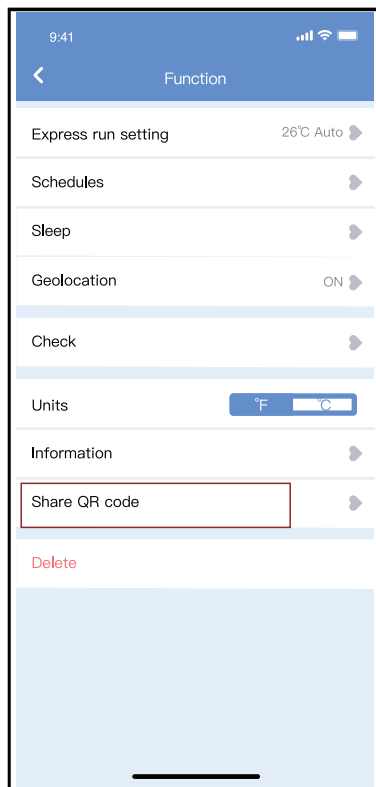 9:41
Function
Express run setting 26℃ Auto
Schedules
Sleep
Geolocation ON
Check
Units ℉ ℃
Information
Share QR code
Delete